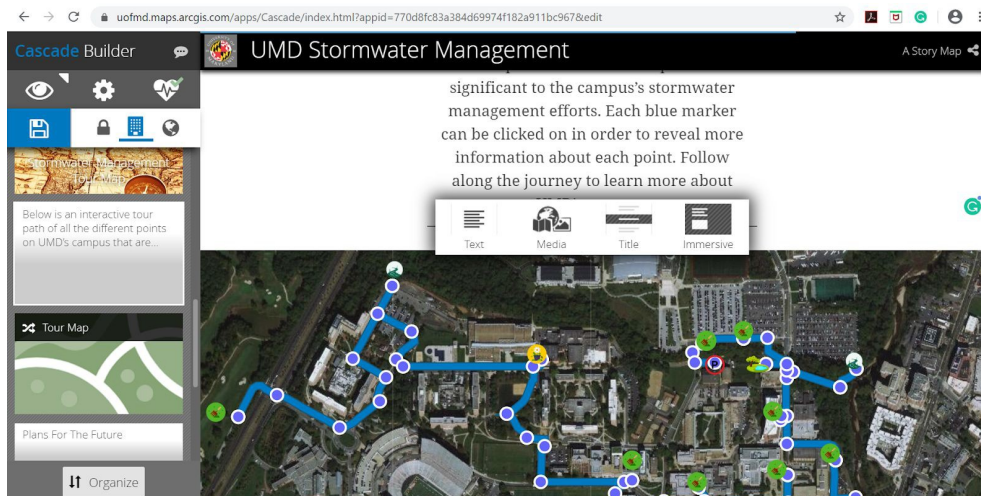 uofmd.maps.arcgis.com/apps/Cascade/index.html?appid=770d8fc83a384d69974f182a911bc967&edit
Cascade Builder
UMD Stormwater Management
A Story Map
significant to the campus's stormwater
management efforts. Each blue marker
can be clicked on in order to reveal more
information about each point. Follow
along the journey to learn more about
Text
Media
Title
Immersive
Stormwater Management
Tour Map
Below is an interactive tour
path of all the different points
on UMD's campus that are...
Tour Map
Plans For The Future
Organize
P